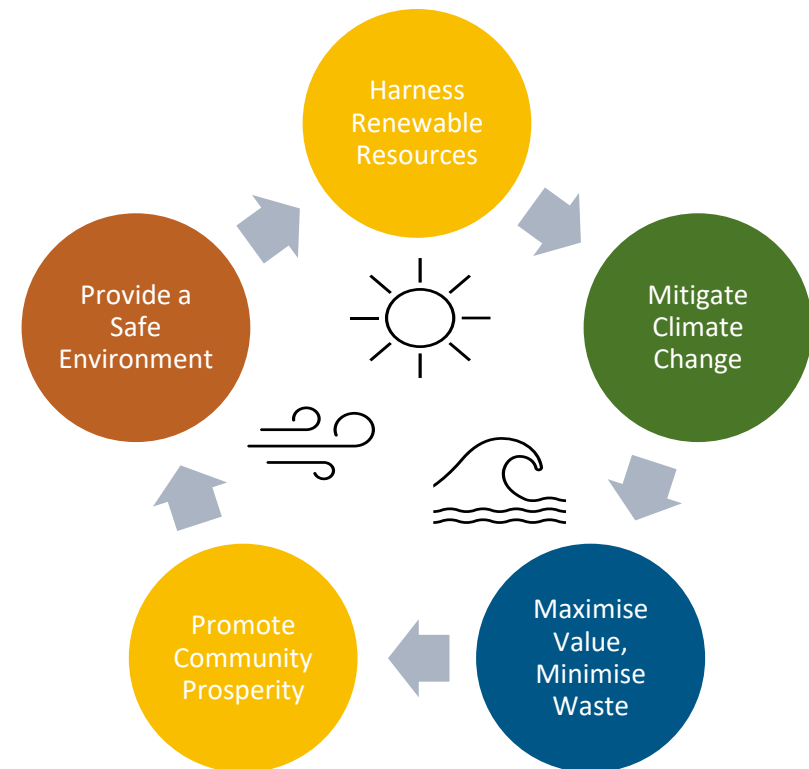 Harness
Renewable
Resources
Mitigate
Climate
Change
Maximise
Value,
Minimise
Waste
Promote
Community
Prosperity
Provide a
Safe
Environment